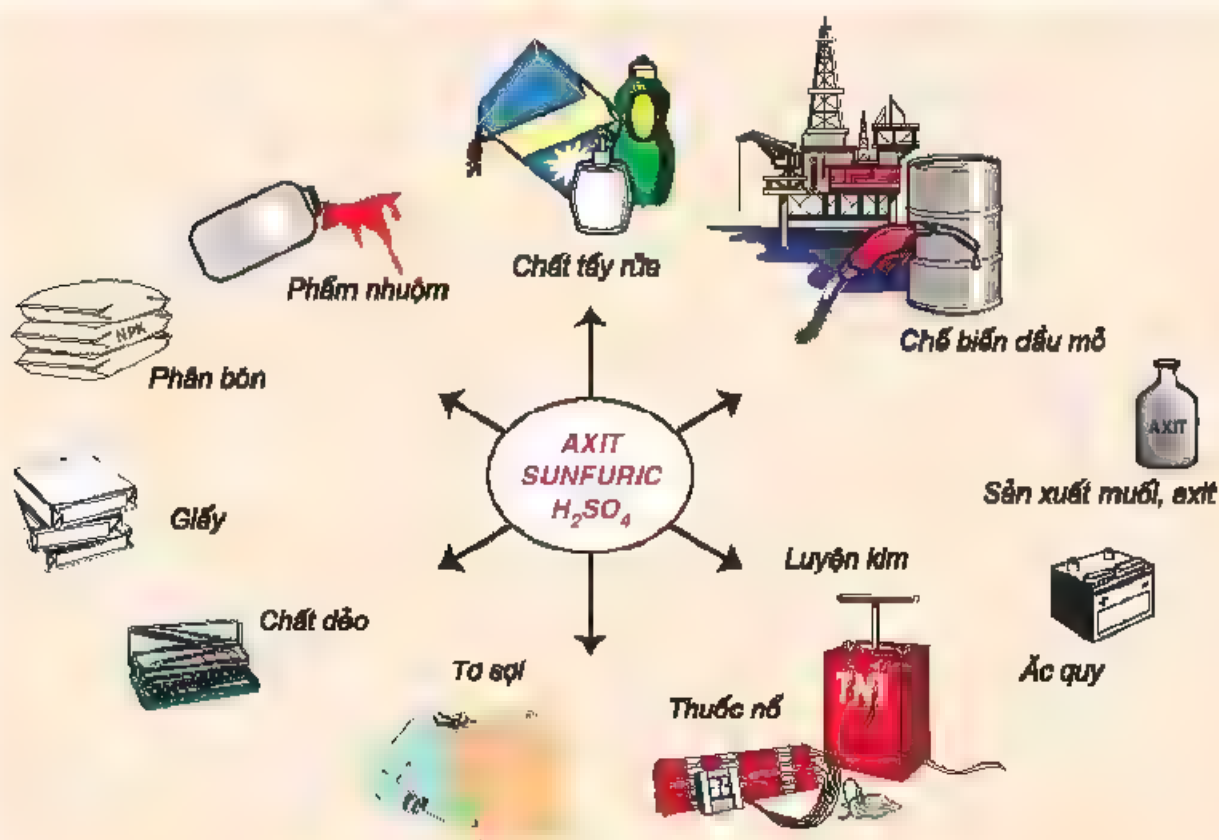 Chất tẩy rửa
Phẩm nhuộm
Chế biến dầu mỏ
NPK
Phân bón
AXIT
AXIT
SUNFURIC
H₂SO₄
Sản xuất muối, axit
Giấy
Luyện kim
Chất dẻo
Tơ sợi
Ắc quy
TNT
Thuốc nổ